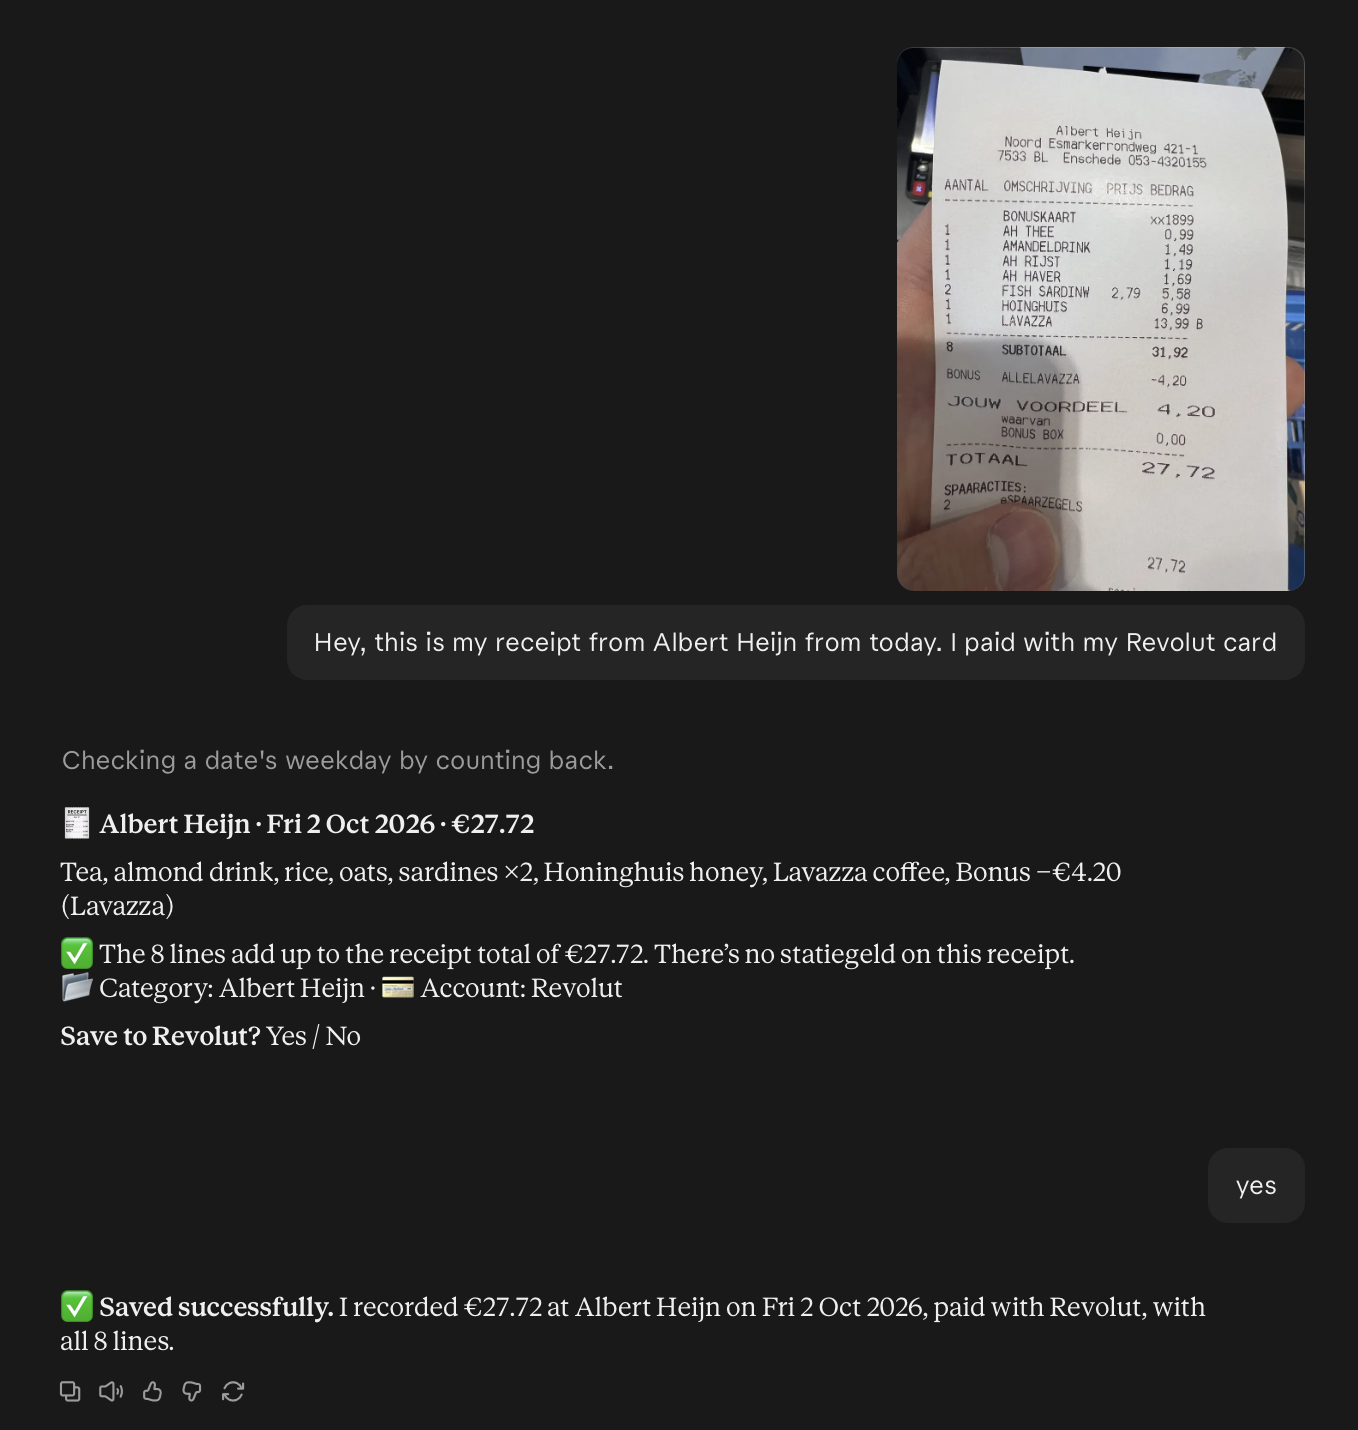 Albert Heijn
Noord Esmarkerrondweg 421-1
7533 BL Enschede 053-4320155
AANTAL OMSCHRIJVING PRIJS BEDRAG
BONUSKAART xx1899
1 AH THEE 0,99
1 AMANDELDRINK 1,49
1 AH RIJST 1,19
1 AH HAVER 1,69
2 FISH SARDINW 2,79 5,58
1 HOINGHUIS 6,99
1 LAVAZZA 13,99 B
8 SUBTOTAAL 31,92
BONUS ALLELAVAZZA -4,20
JOUW VOORDEEL 4,20
waarvan
BONUS BOX 0,00
TOTAAL 27,72
SPAARACTIES:
2 eSPAARZEGELS
27,72
Hey, this is my receipt from Albert Heijn from today. I paid with my Revolut card
Checking a date's weekday by counting back.
RECEIPT
Albert Heijn · Fri 2 Oct 2026 · €27.72
Tea, almond drink, rice, oats, sardines ×2, Honinghuis honey, Lavazza coffee, Bonus −€4.20
(Lavazza)
✅ The 8 lines add up to the receipt total of €27.72. There’s no statiegeld on this receipt.
Category: Albert Heijn · 💳 Account: Revolut
Save to Revolut? Yes / No
yes
✅ Saved successfully. I recorded €27.72 at Albert Heijn on Fri 2 Oct 2026, paid with Revolut, with
all 8 lines.